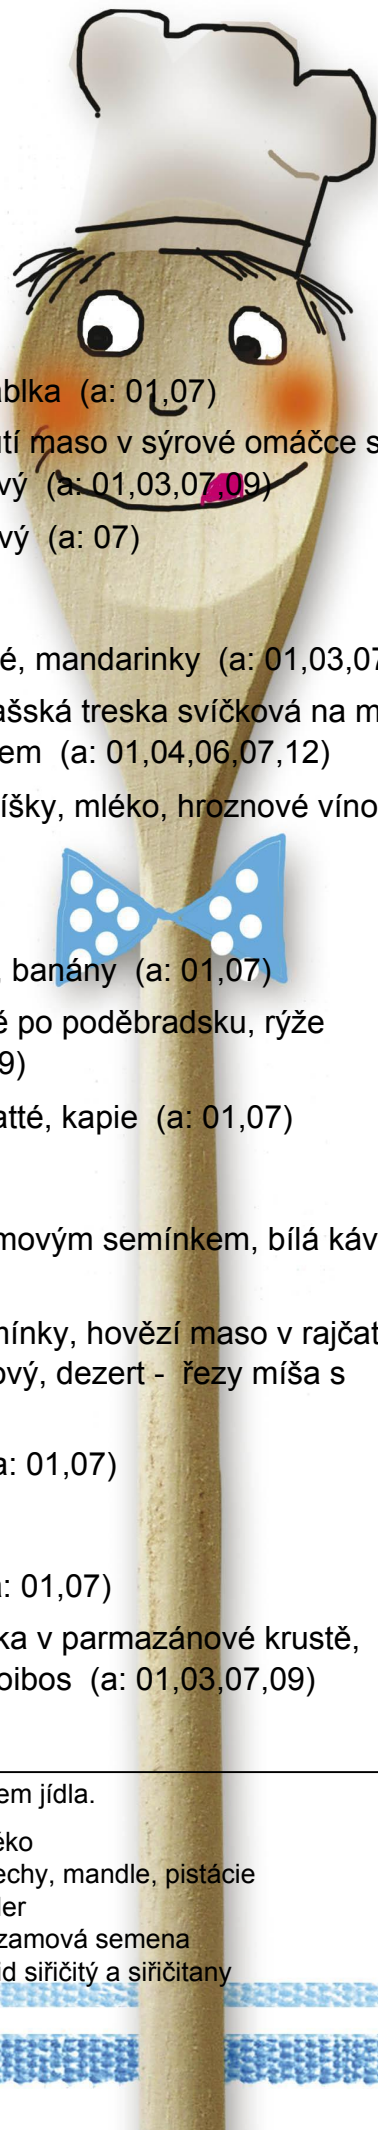 ablka (a: 01,07)
utí maso v sýrové omáčce s
vý (a: 01,03,07,09)
vý (a: 07)
é, mandarinky (a: 01,03,07
ašská treska svíčková na m
em (a: 01,04,06,07,12)
íšky, mléko, hroznové víno
, banány (a: 01,07)
é po poděbradsku, rýže
9)
atté, kapie (a: 01,07)
movým semínkem, bílá káv
mínky, hovězí maso v rajčat
ový, dezert - řezy míša s
a: 01,07)
a: 01,07)
ka v parmazánové krustě,
oibos (a: 01,03,07,09)
em jídla.
éko
echy, mandle, pistácie
ler
zamová semena
id siřičitý a siřičitany